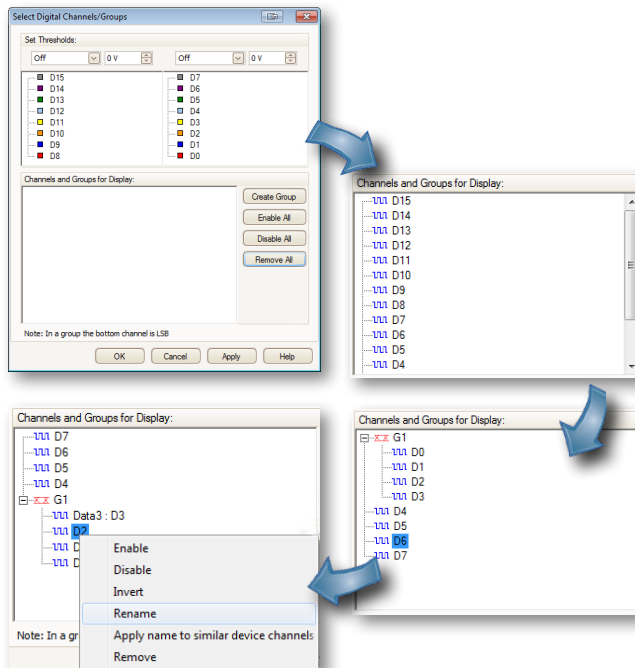 Select Digital Channels/Groups
Set Thresholds:
Off 0 V Off 0 V
D15 D7
D14 D6
D13 D5
D12 D4
D11 D3
D10 D2
D9 D1
D8 D0
Channels and Groups for Display:
Create Group
Enable All
Disable All
Remove All
Note: In a group the bottom channel is LSB
OK Cancel Apply Help
Channels and Groups for Display:
D15
D14
D13
D12
D11
D10
D9
D8
D7
D6
D5
D4
Channels and Groups for Display:
G1
D0
D1
D2
D3
D4
D5
D6
D7
Channels and Groups for Display:
D7
D6
D5
D4
G1
Data3 : D3
D2
D
D
Note: In a gr
Enable
Disable
Invert
Rename
Apply name to similar device channels
Remove